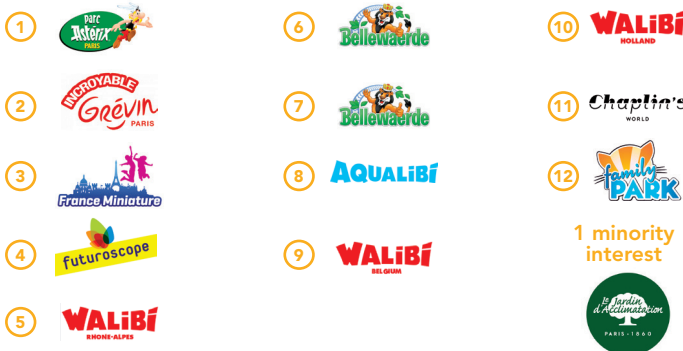 1
Parc
Astérix
PARIS
2
INCROYABLE
GRÉVIN
PARIS
3
France Miniature
4
futuroscope
5
WALiBi
RHONE-ALPES
6
Bellewaerde
7
Bellewaerde
8
AQUALiBi
9
WALiBi
BELGIUM
10
WALiBi
HOLLAND
11
Chaplin's
WORLD
12
family
PARK
1 minority
interest
Le Jardin
d'Acclimatation
PARIS · 1860